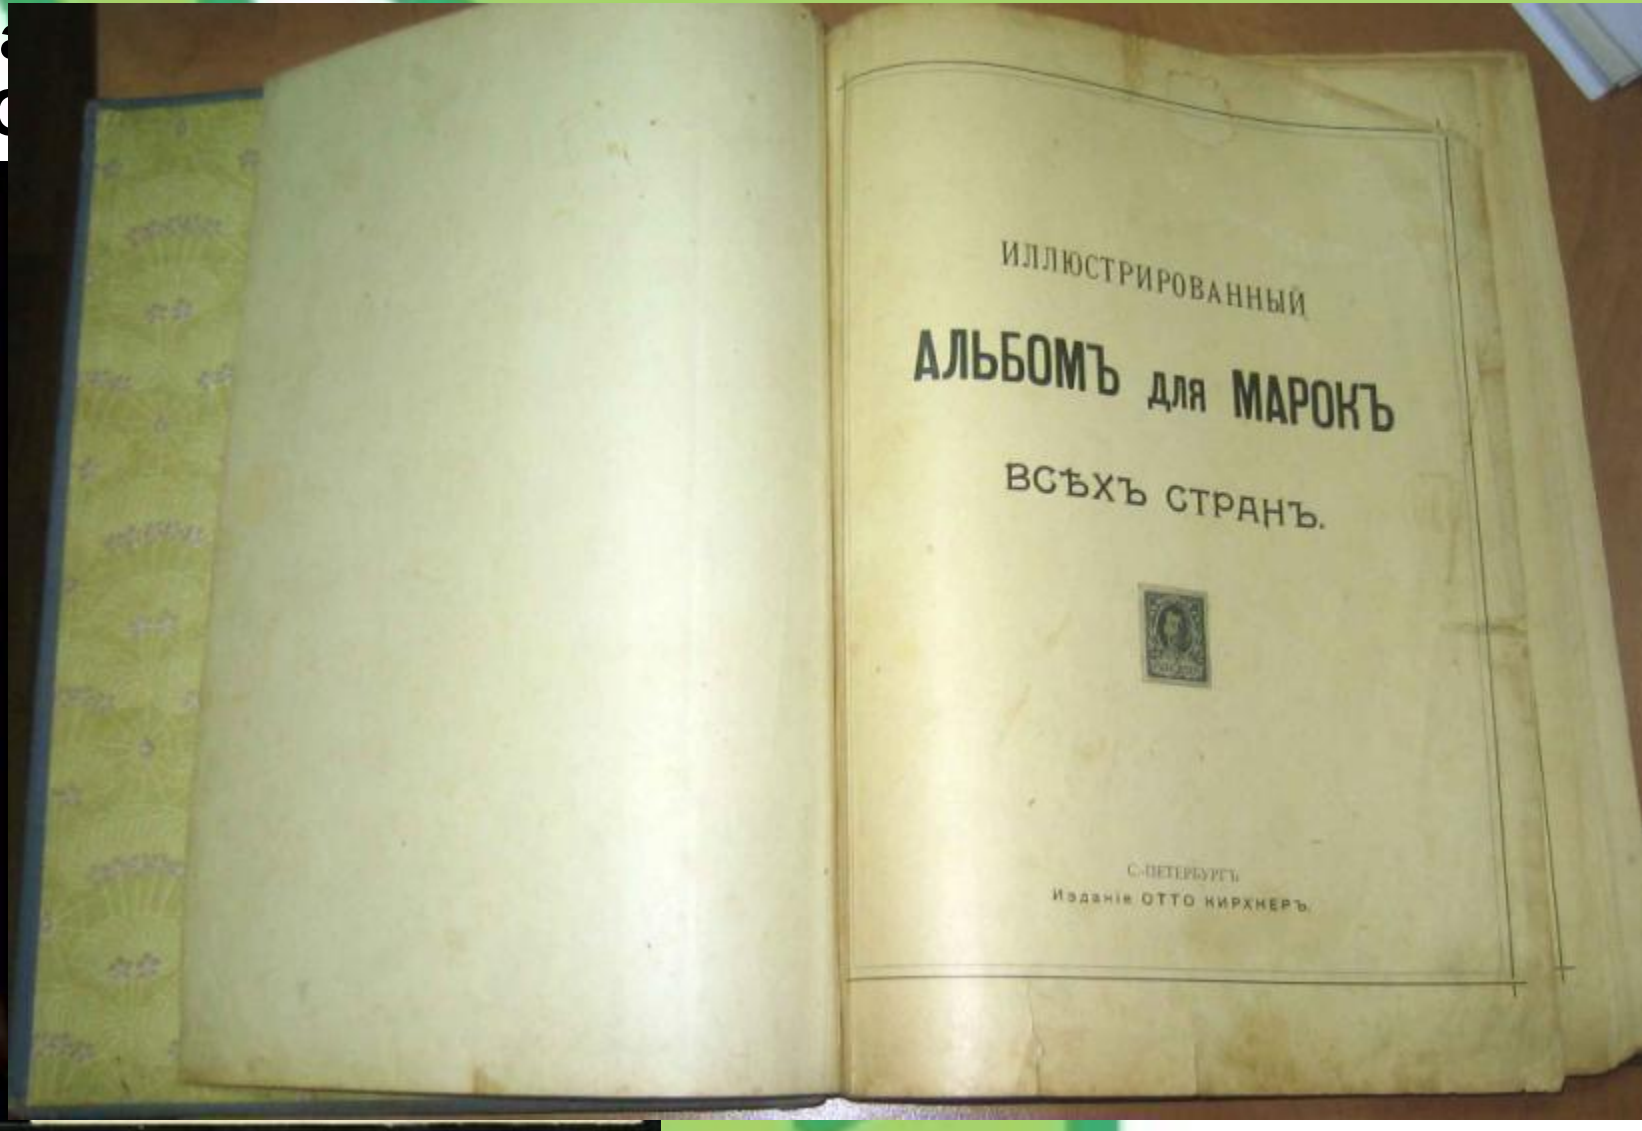 ИЛЛЮСТРИРОВАННЫЙ
АЛЬБОМЪ для МАРОКЪ
ВСѢХЪ СТРАНЪ.
С.-ПЕТЕРБУРГЪ
Изданіе ОТТО КИРХНЕРЪ.